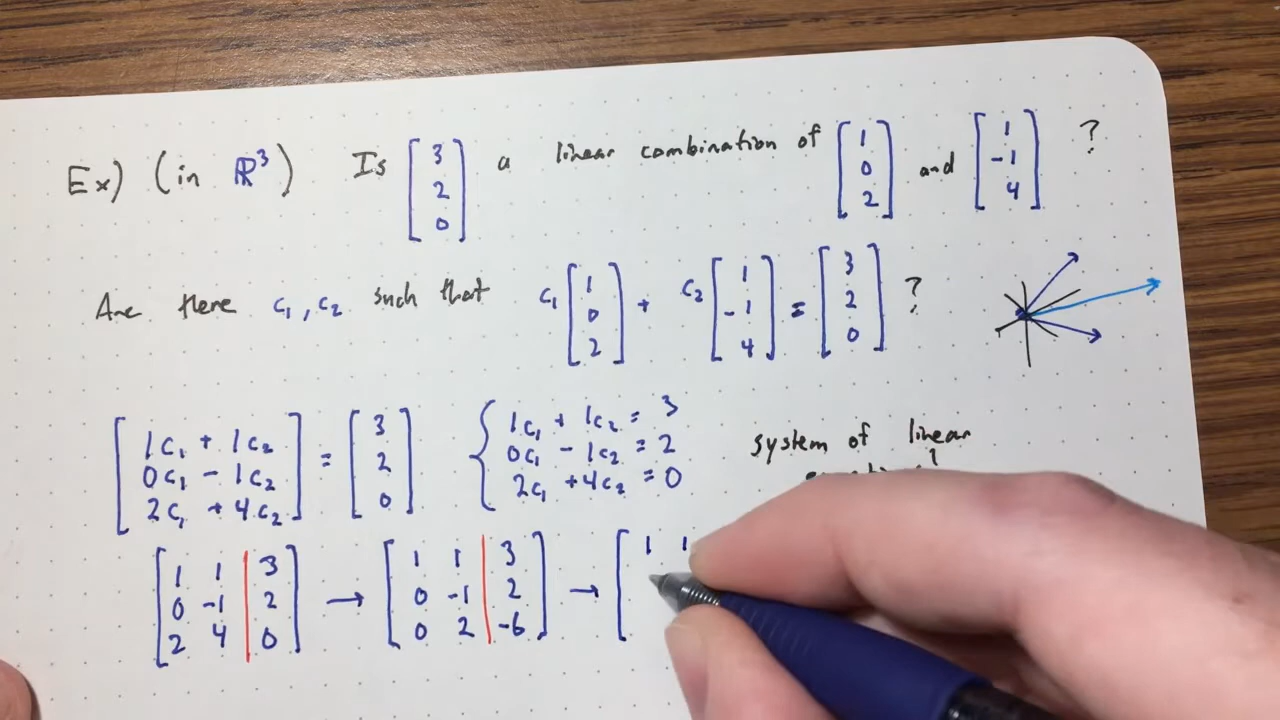 Ex) (in ℝ³) Is [3 2 0] a linear combination of [1 0 2] and [1 -1 4] ?
Are there c₁, c₂ such that c₁ [1 0 2] + c₂ [1 -1 4] = [3 2 0] ?
[1c₁ + 1c₂
0c₁ - 1c₂
2c₁ + 4c₂] = [3 2 0]
{ 1c₁ + 1c₂ = 3
0c₁ - 1c₂ = 2
2c₁ + 4c₂ = 0
system of linear
[1 1 | 3
0 -1 | 2
2 4 | 0] →
[1 1 | 3
0 -1 | 2
0 2 | -6] →
[1 1